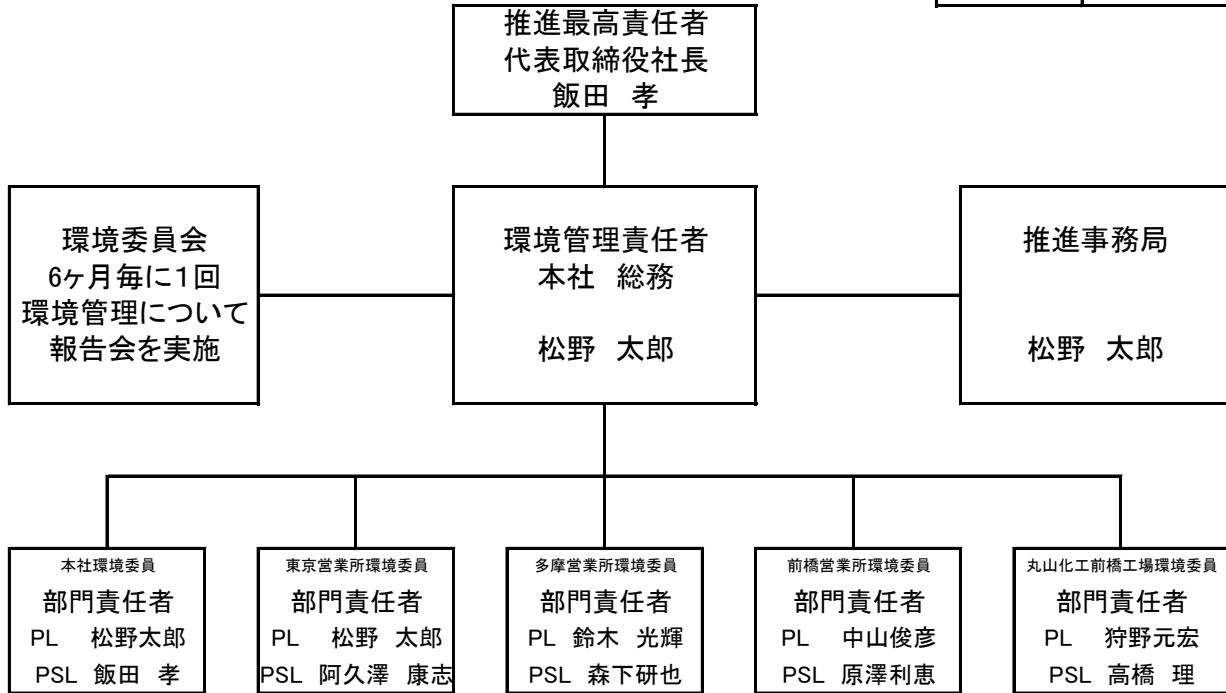 推進最高責任者
代表取締役社長
飯田 孝
環境委員会
6ヶ月毎に1回
環境管理について
報告会を実施
環境管理責任者
本社 総務
松野 太郎
推進事務局
松野 太郎
本社環境委員
部門責任者
PL 松野太郎
PSL 飯田 孝
東京営業所環境委員
部門責任者
PL 松野 太郎
PSL 阿久澤 康志
多摩営業所環境委員
部門責任者
PL 鈴木 光輝
PSL 森下研也
前橋営業所環境委員
部門責任者
PL 中山俊彦
PSL 原澤利恵
丸山化工前橋工場環境委員
部門責任者
PL 狩野元宏
PSL 高橋 理